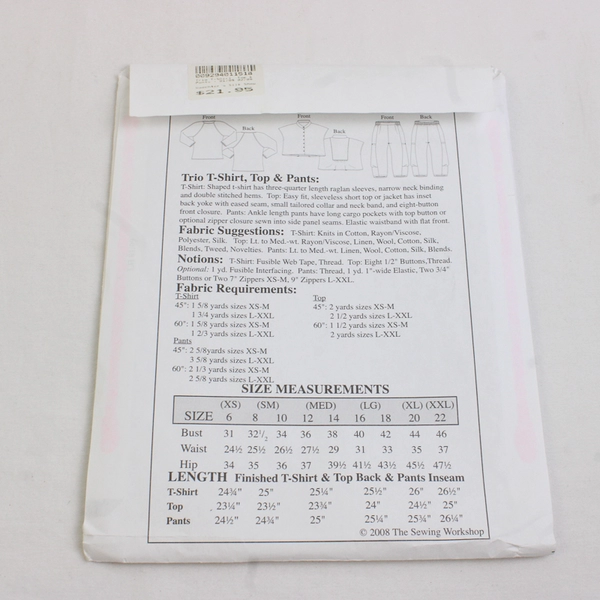 $21.95
Front
Back
Front
Back
Front
Back
Trio T-Shirt, Top & Pants:
T-Shirt: Shaped t-shirt has three-quarter length raglan sleeves, narrow neck binding
and double stitched hems. Top: Easy fit, sleeveless short top or jacket has inset
back yoke with eased seam, small tailored collar and neck band, and eight-button
front closure. Pants: Ankle length pants have long cargo pockets with top button or
optional zipper closure sewn into side panel seams. Elastic waistband with flat front.
Fabric Suggestions: T-Shirt: Knits in Cotton, Rayon/Viscose,
Polyester, Silk. Top: Lt. to Med.-wt. Rayon/Viscose, Linen, Wool, Cotton, Silk,
Blends, Tweed, Novelties. Pants: Lt. to Med.-wt. Linen, Wool, Cotton, Silk, Blends.
Notions: T-Shirt: Fusible Web Tape, Thread. Top: Eight 1/2" Buttons,Thread,
Optional: 1 yd. Fusible Interfacing. Pants: Thread, 1 yd. 1"-wide Elastic, Two 3/4"
Buttons or Two 7" Zippers XS-M, 9" Zippers L-XXL.
Fabric Requirements:
T-Shirt
45": 1 5/8 yards sizes XS-M
1 3/4 yards sizes L-XXL
60": 1 5/8 yards sizes XS-M
1 2/3 yards sizes L-XXL
Pants
45": 2 5/8yards sizes XS-M
3 5/8 yards sizes L-XXL
60": 2 1/3 yards sizes XS-M
2 5/8 yards sizes L-XXL
Top
45": 2 yards sizes XS-M
2 1/2 yards sizes L-XXL
60": 1 1/2 yards sizes XS-M
2 yards sizes L-XXL
SIZE MEASUREMENTS
(XS) (SM) (MED) (LG) (XL) (XXL)
SIZE 6 8 10 12 14 16 18 20 22
Bust 31 32½ 34 36 38 40 42 44 46
Waist 24½ 25½ 26½ 27½ 29 31 33 35 37
Hip 34 35 36 37 39½ 41½ 43½ 45½ 47½
LENGTH Finished T-Shirt & Top Back & Pants Inseam
T-Shirt 24¾" 25" 25¼" 25½" 26" 26½"
Top 23¼" 23½" 23¾" 24" 24½" 25"
Pants 24½" 24¾" 25" 25¼" 25¾" 26¼"
© 2008 The Sewing Workshop